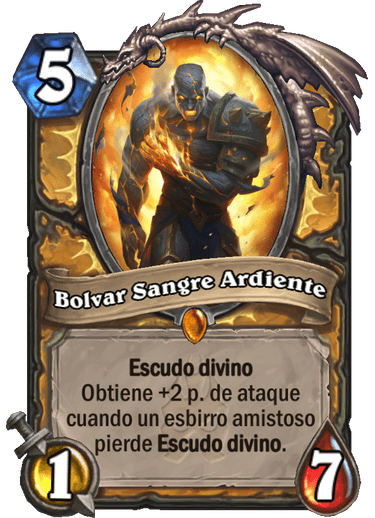 5
Bolvar Sangre Ardiente
Escudo divino
Obtiene +2 p. de ataque
cuando un esbirro amistoso
pierde Escudo divino.
1
7